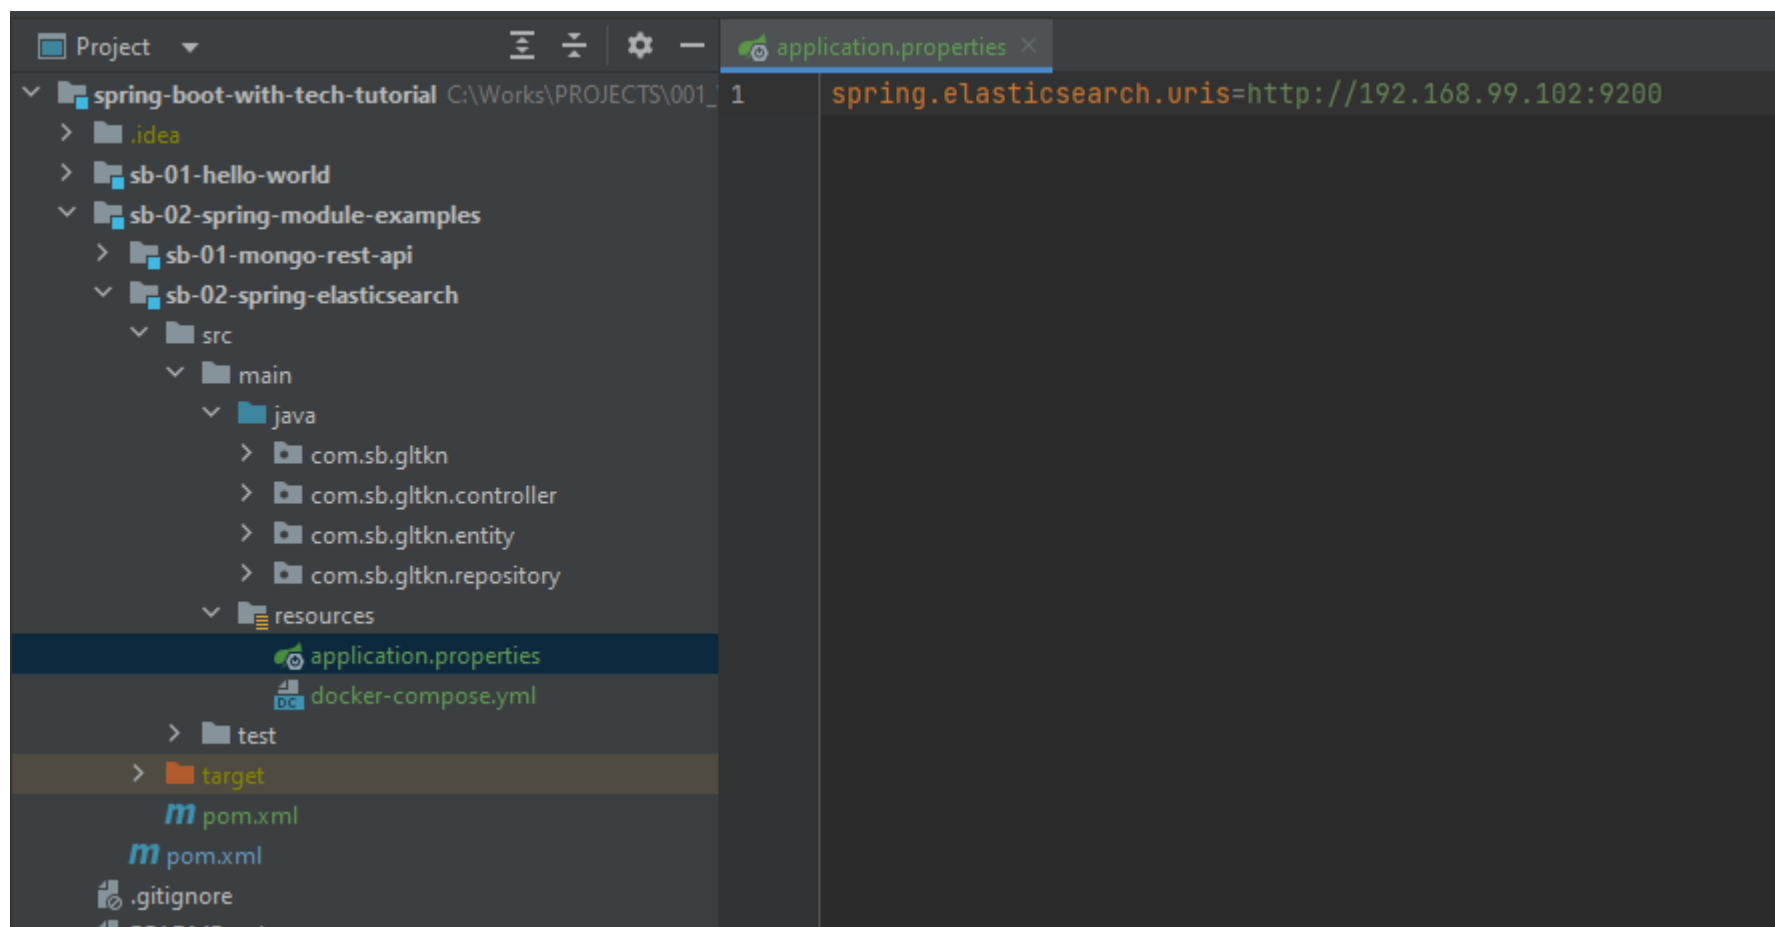 Project
application.properties
spring-boot-with-tech-tutorial C:\Works\PROJECTS\001_
.idea
sb-01-hello-world
sb-02-spring-module-examples
sb-01-mongo-rest-api
sb-02-spring-elasticsearch
src
main
java
com.sb.gltkn
com.sb.gltkn.controller
com.sb.gltkn.entity
com.sb.gltkn.repository
resources
application.properties
DC docker-compose.yml
test
target
m pom.xml
m pom.xml
.gitignore
1 spring.elasticsearch.uris=http://192.168.99.102:9200